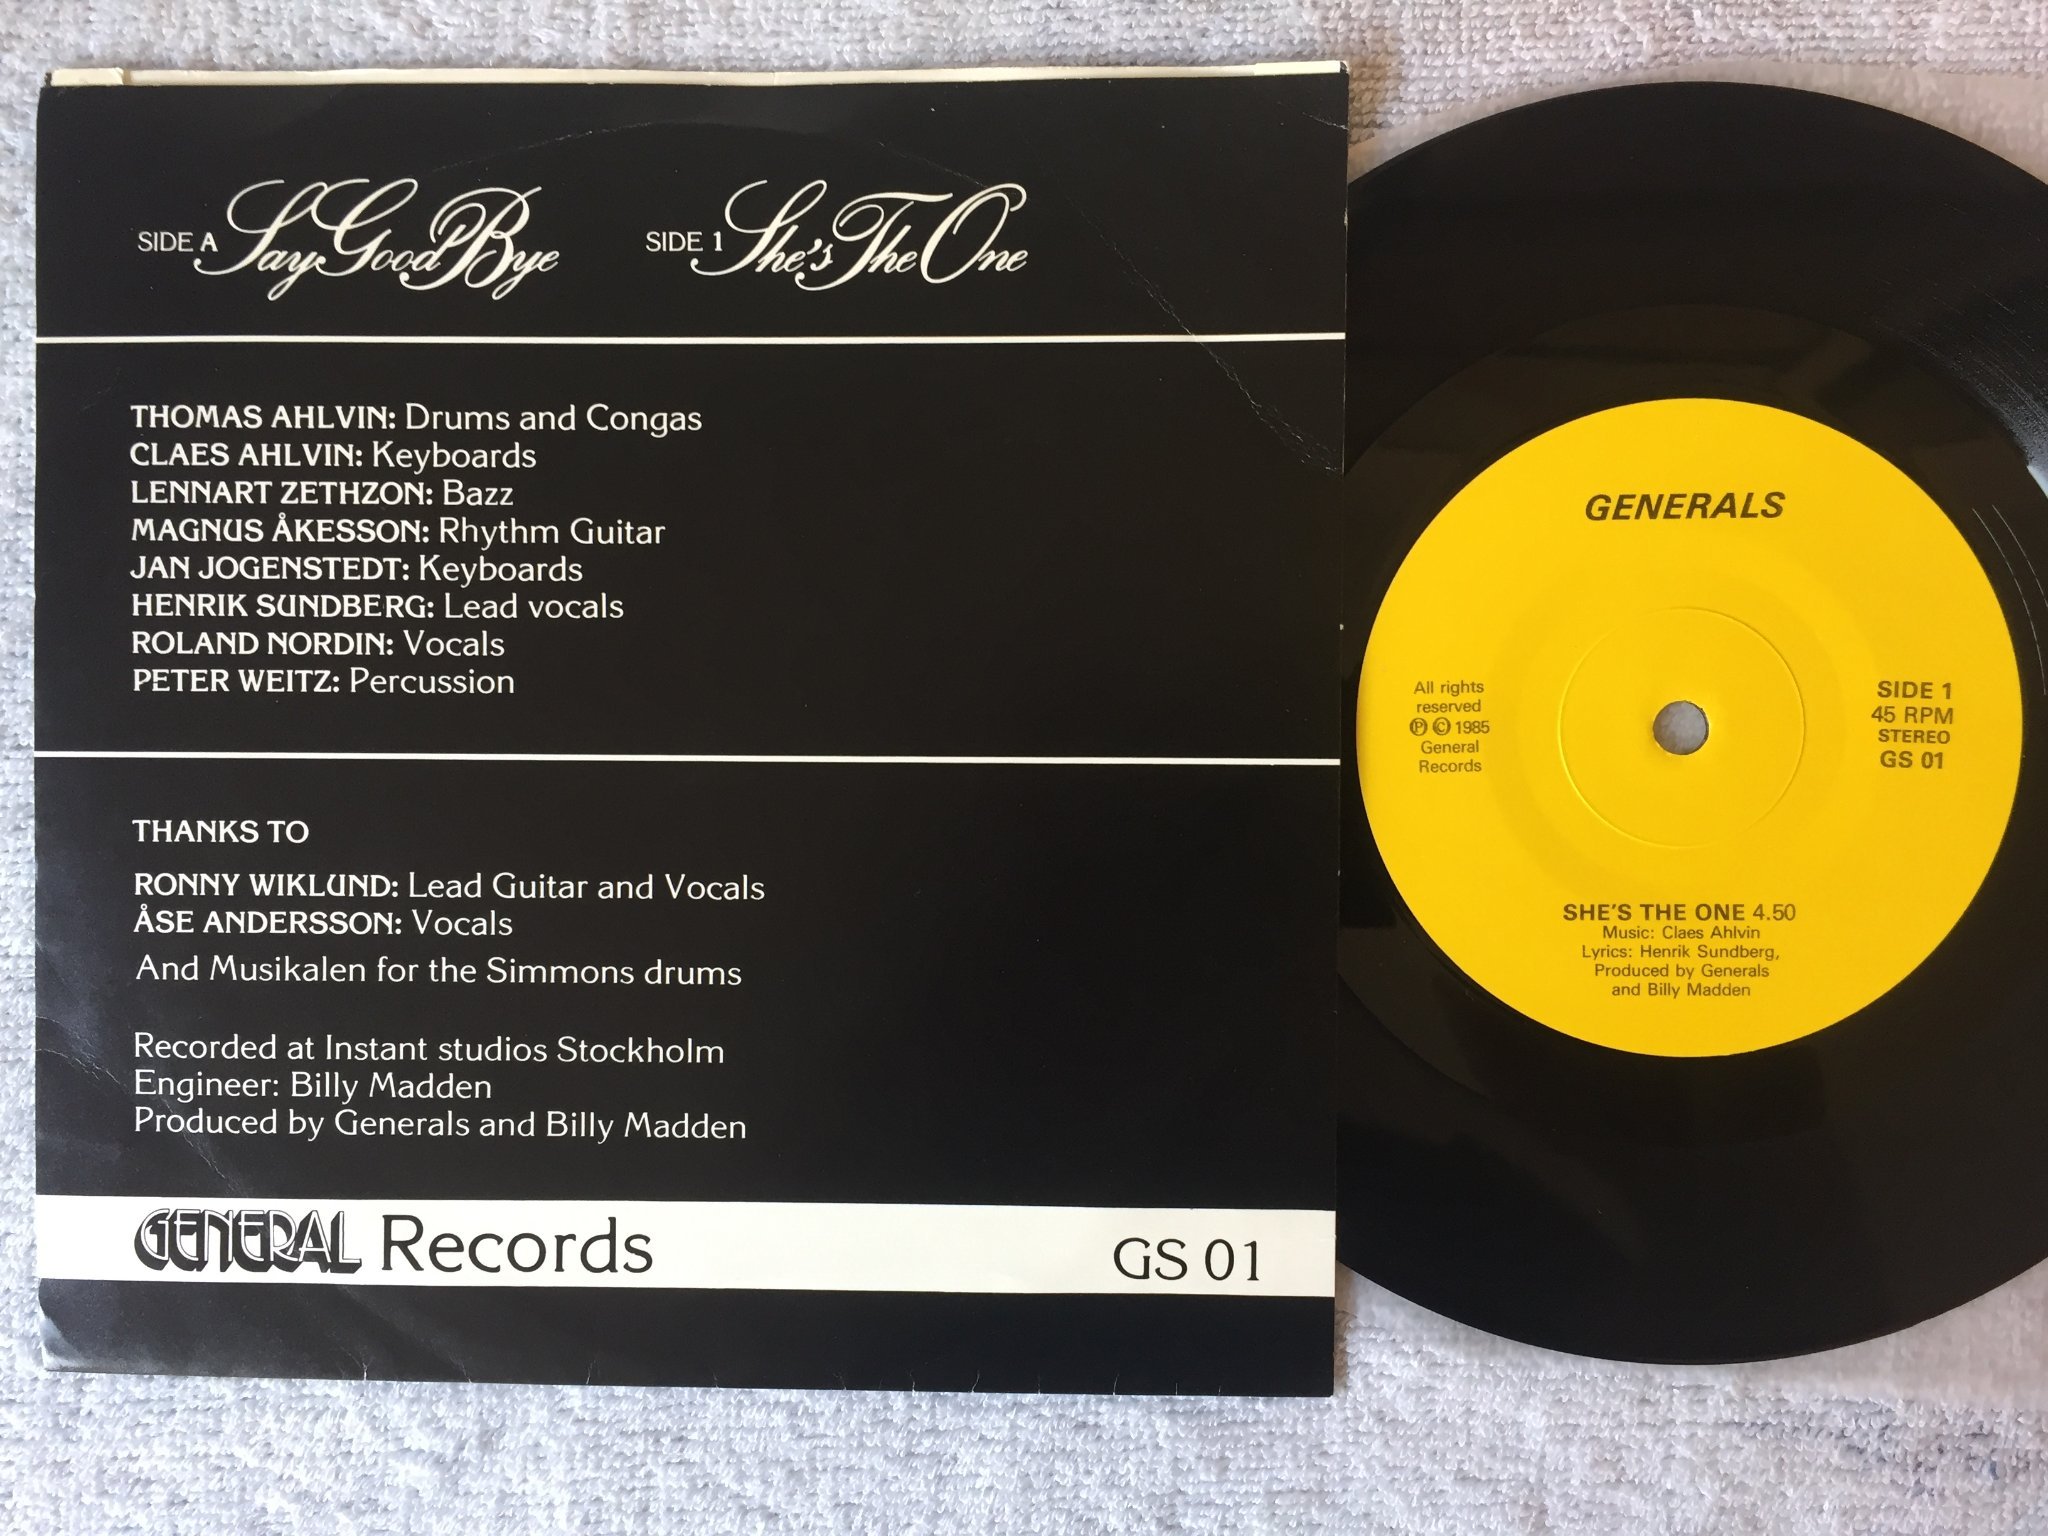 SIDE A Say Good Bye SIDE 1 She's The One
THOMAS AHLVIN: Drums and Congas
CLAES AHLVIN: Keyboards
LENNART ZETHZON: Bazz
MAGNUS ÅKESSON: Rhythm Guitar
JAN JOGENSTEDT: Keyboards
HENRIK SUNDBERG: Lead vocals
ROLAND NORDIN: Vocals
PETER WEITZ: Percussion
THANKS TO
RONNY WIKLUND: Lead Guitar and Vocals
ÅSE ANDERSSON: Vocals
And Musikalen for the Simmons drums
Recorded at Instant studios Stockholm
Engineer: Billy Madden
Produced by Generals and Billy Madden
GENERAL Records GS 01
GENERALS
All rights
reserved
Ⓟ © 1985
General
Records
SIDE 1
45 RPM
STEREO
GS 01
SHE'S THE ONE 4.50
Music: Claes Ahlvin
Lyrics: Henrik Sundberg,
Produced by Generals
and Billy Madden